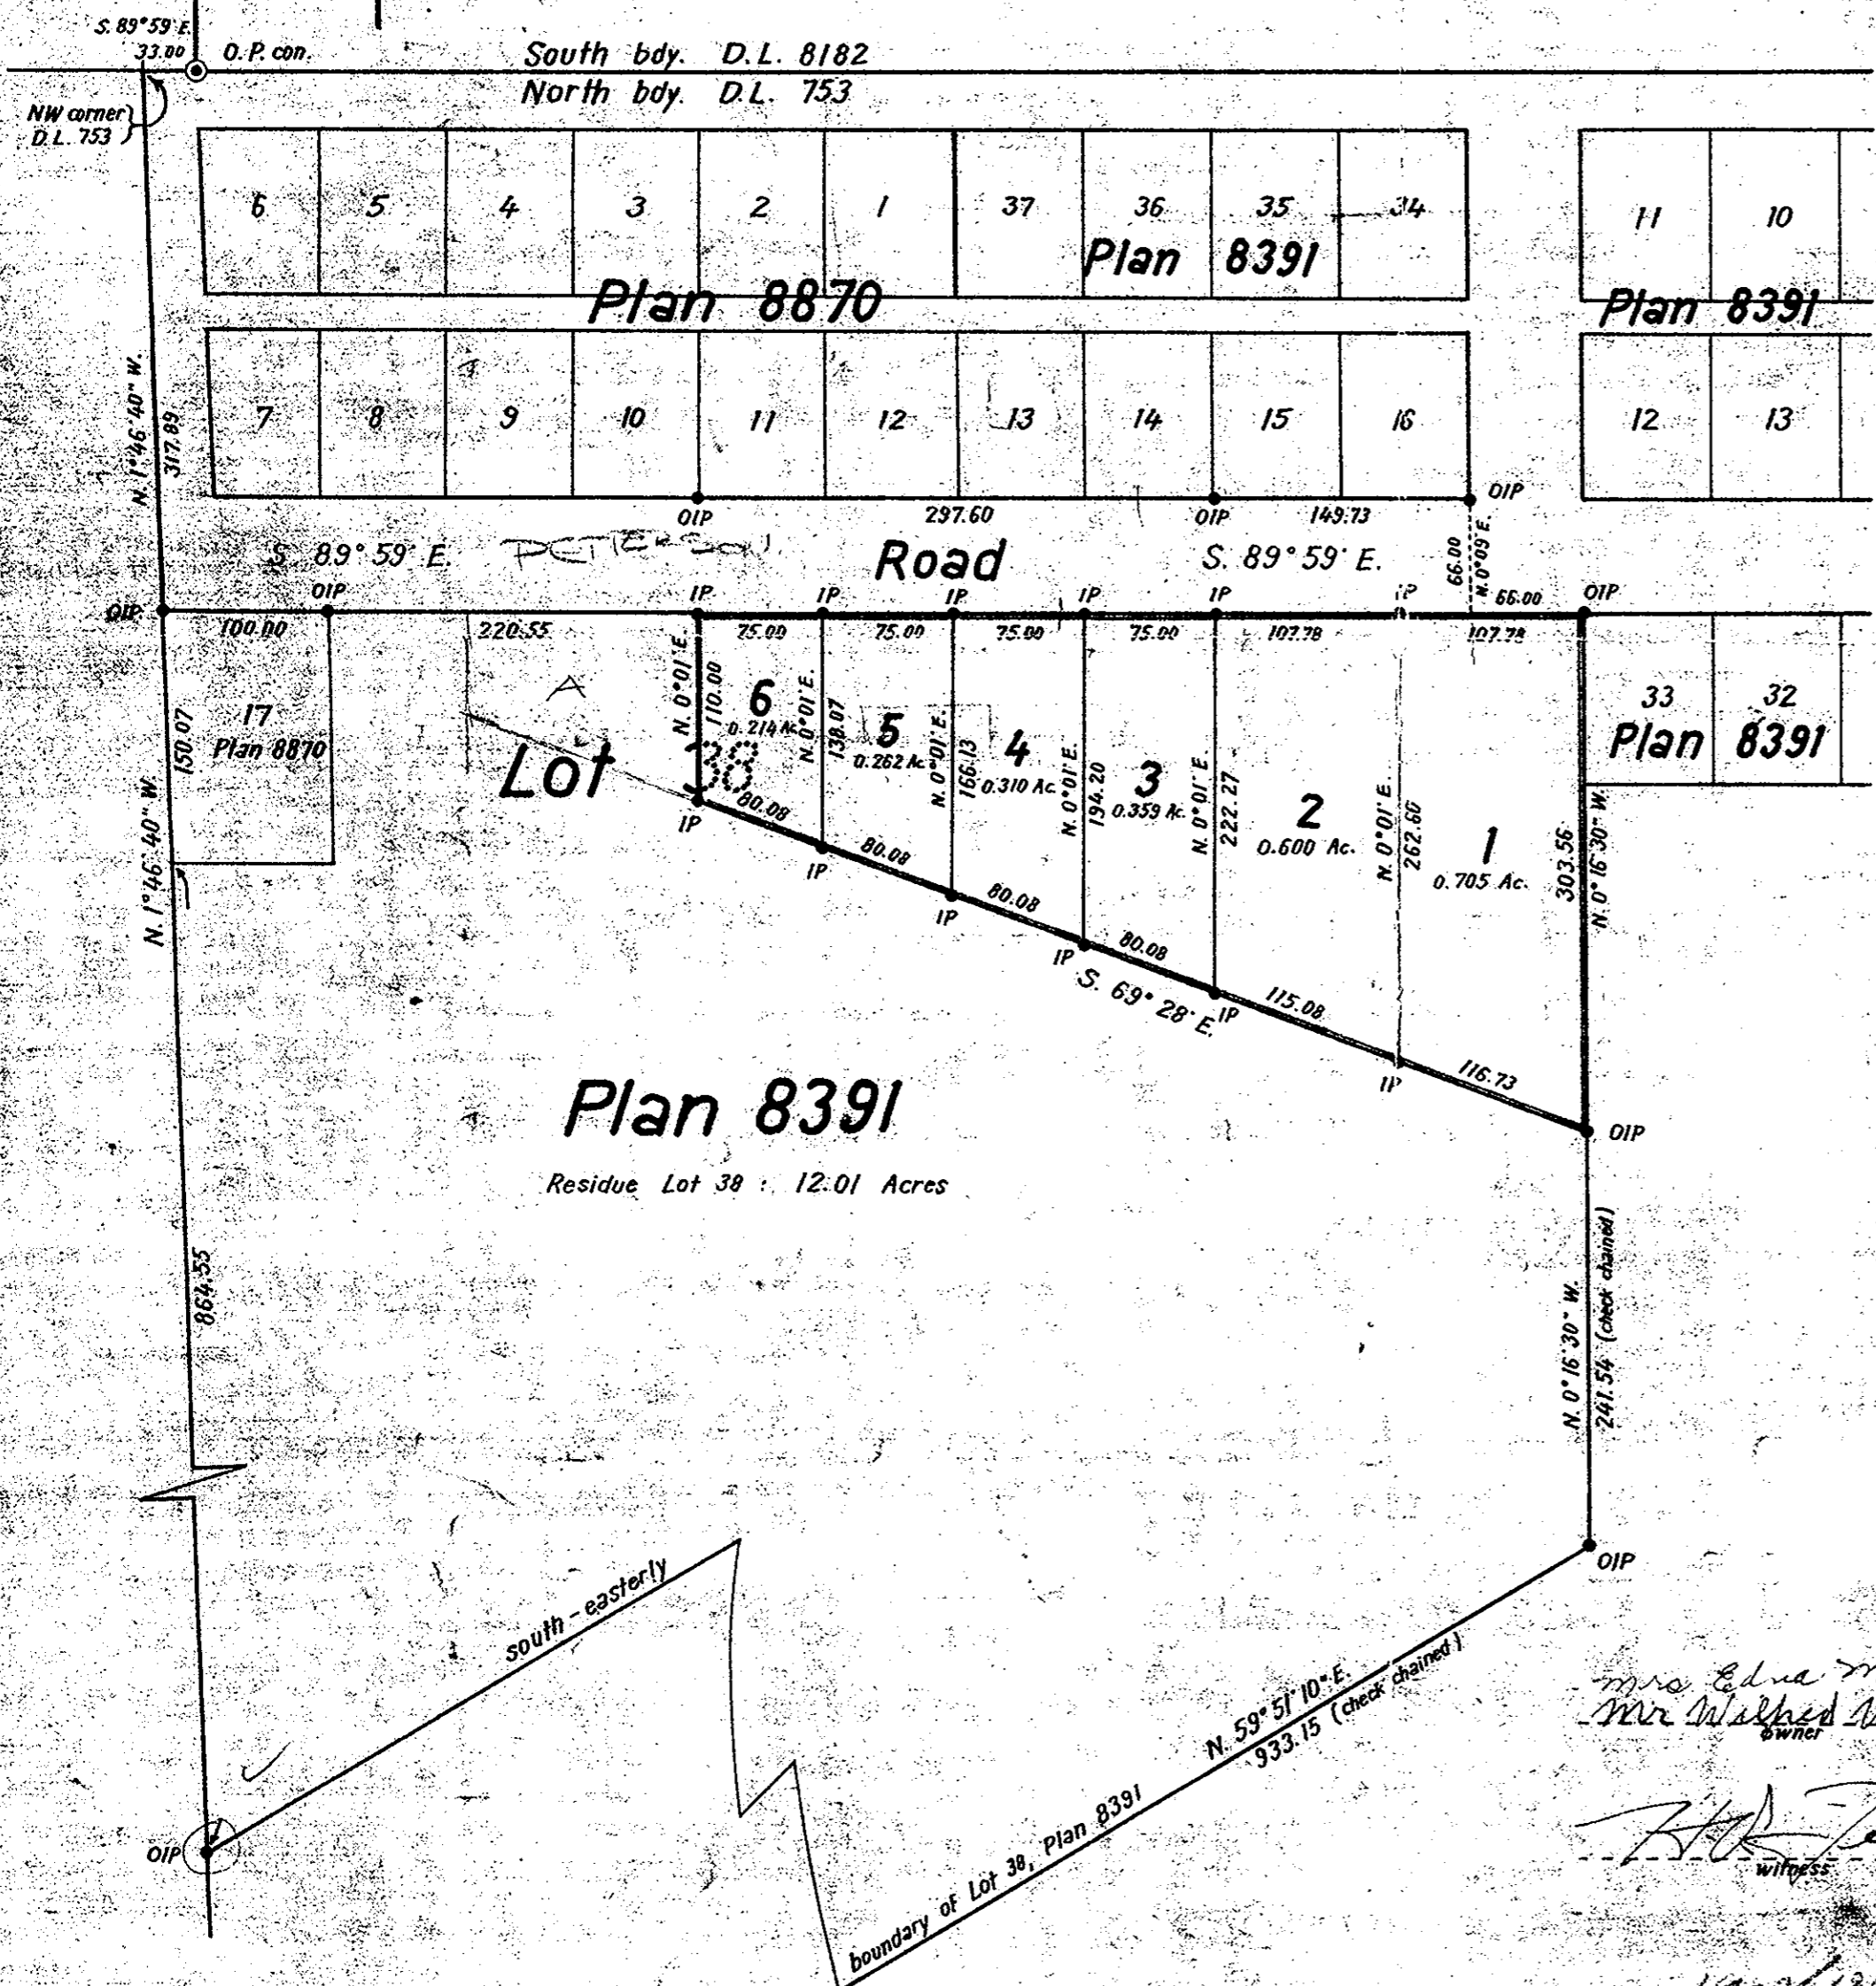 S. 89°59' E.
33.00
O.P. con.
South bdy. D.L. 8182
North bdy. D.L. 753
NW corner
D.L. 753
6 5 4 3 2 1 37 36 35 34 11 10
Plan 8391
Plan 8870
Plan 8391
N. 1°46'40" W.
317.89
7 8 9 10 11 12 13 14 15 16 12 13
OIP 297.60 OIP 149.73 OIP
S 89°59' E.
Road
S. 89°59' E.
66.00
N. 0°09' E.
OIP OIP IP IP IP IP IP IP 66.00 OIP
100.00 220.55 75.00 75.00 75.00 75.00 107.78 107.78
17
Plan 8870
150.07
N. 1°46'40" W.
A
Lot 38
N. 0°01' E.
110.00
6
0.214 Ac.
N. 0°01' E.
138.07
5
0.262 Ac.
N. 0°01' E.
166.13
4
0.310 Ac.
N. 0°01' E.
194.20
3
0.359 Ac.
N. 0°01' E.
222.27
2
0.600 Ac.
N. 0°01' E.
262.60
1
0.705 Ac.
303.56
N. 0°16'30" W.
33 32
Plan 8391
80.08 80.08 80.08 80.08 115.08 116.73
IP IP IP IP IP IP OIP
S. 69°28' E.
Plan 8391
Residue Lot 38 : 12.01 Acres
864.55
N. 0°16'30" W.
241.54 (check chained)
OIP
south-easterly
N. 59°51'10" E.
933.15 (check chained)
boundary of Lot 38, Plan 8391
OIP
Mrs Edna
Mr Wilfred
owner
witness